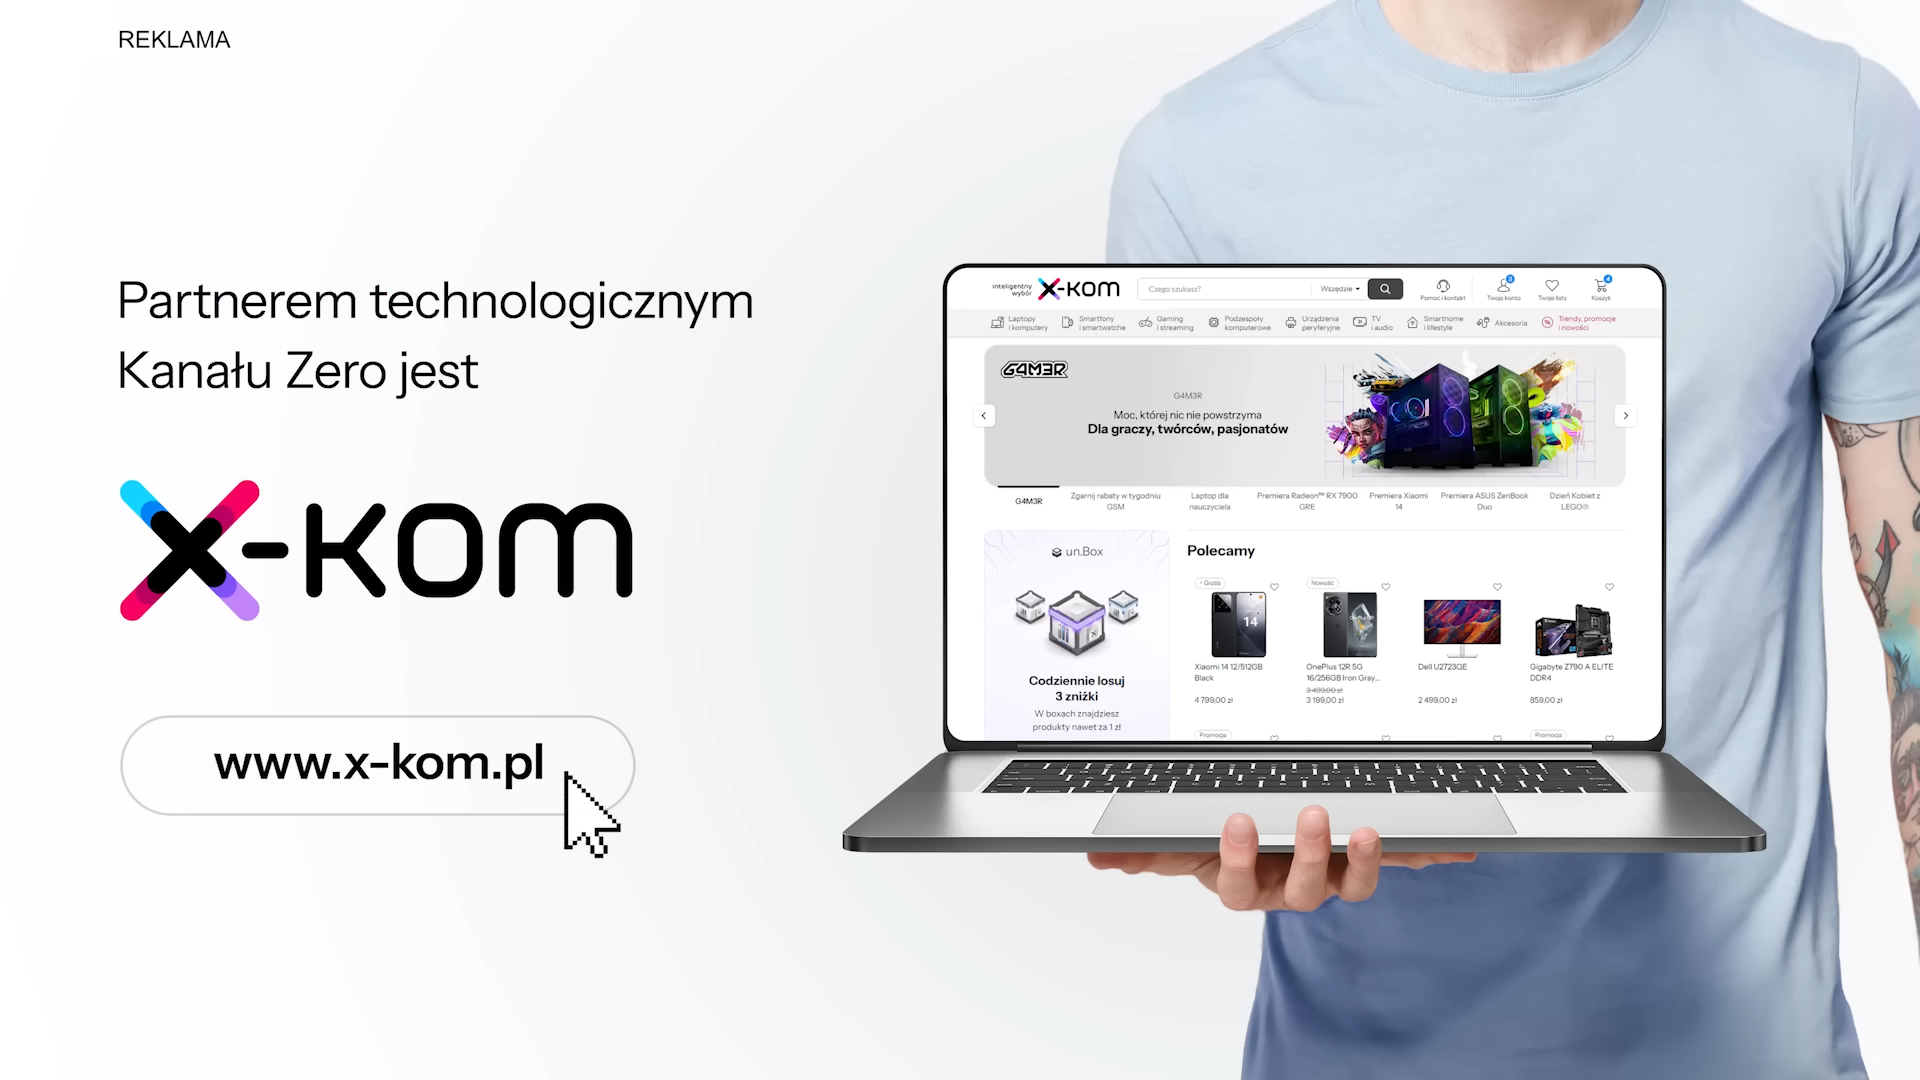 REKLAMA
Partnerem technologicznym
Kanału Zero jest
x-kom
www.x-kom.pl
inteligentny
wybór
x-kom
Czego szukasz?
Wszędzie
Pomoc i kontakt
3
Twoje konto
Twoje listy
4
Koszyk
Laptopy
i komputery
Smartfony
i smartwatche
Gaming
i streaming
Podzespoły
komputerowe
Urządzenia
peryferyjne
TV
i audio
Smarthome
i lifestyle
Akcesoria
Trendy, promocje
i nowości
G4M3R
G4M3R
Moc, której nic nie powstrzyma
Dla graczy, twórców, pasjonatów
G4M3R
Zgarnij rabaty w tygodniu
GSM
Laptop dla
nauczyciela
Premiera Radeon™ RX 7900
GRE
Premiera Xiaomi
14
Premiera ASUS ZenBook
Duo
Dzień Kobiet z
LEGO®
un.Box
Codziennie losuj
3 zniżki
W boxach znajdziesz
produkty nawet za 1 zł
Polecamy
+ Gratis
14
Xiaomi 14 12/512GB
Black
4 799,00 zł
Nowość
OnePlus 12R 5G
16/256GB Iron Gray...
3 499,00 zł
3 199,00 zł
Dell U2723QE
2 499,00 zł
Gigabyte Z790 A ELITE
DDR4
859,00 zł
Promocja
Promocja